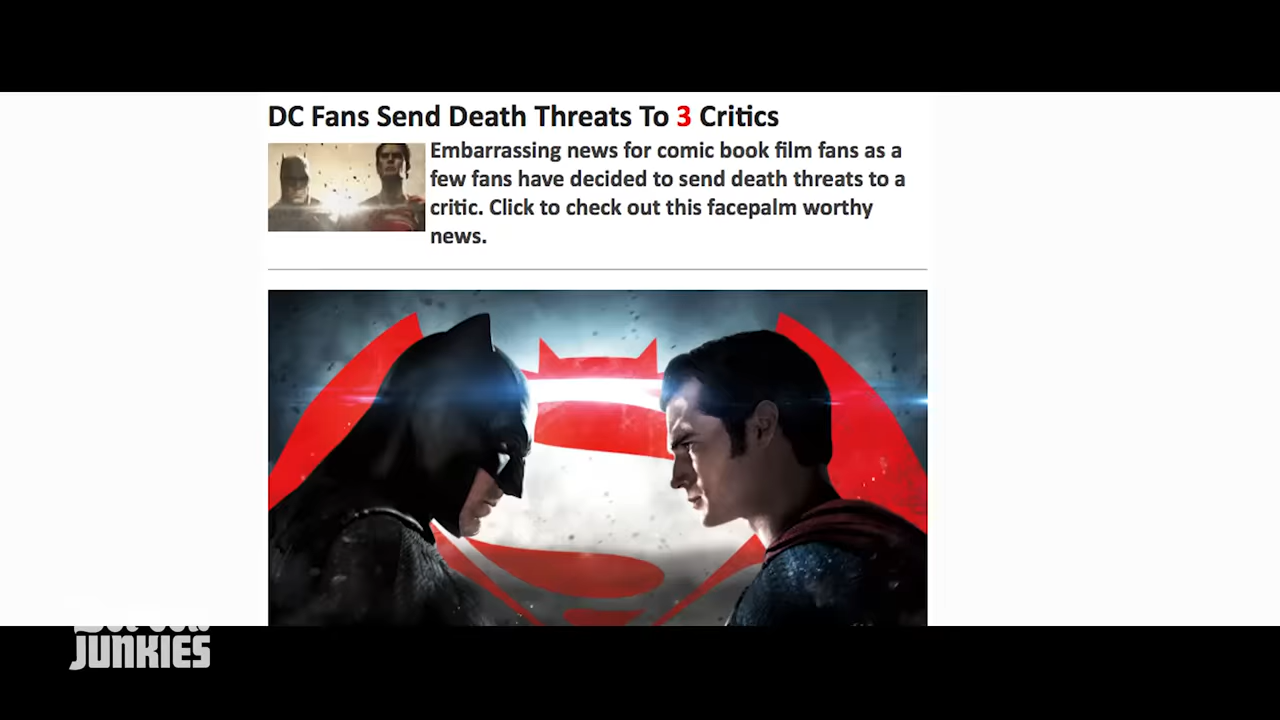 DC Fans Send Death Threats To 3 Critics
Embarrassing news for comic book film fans as a
few fans have decided to send death threats to a
critic. Click to check out this facepalm worthy
news.
JUNKIES